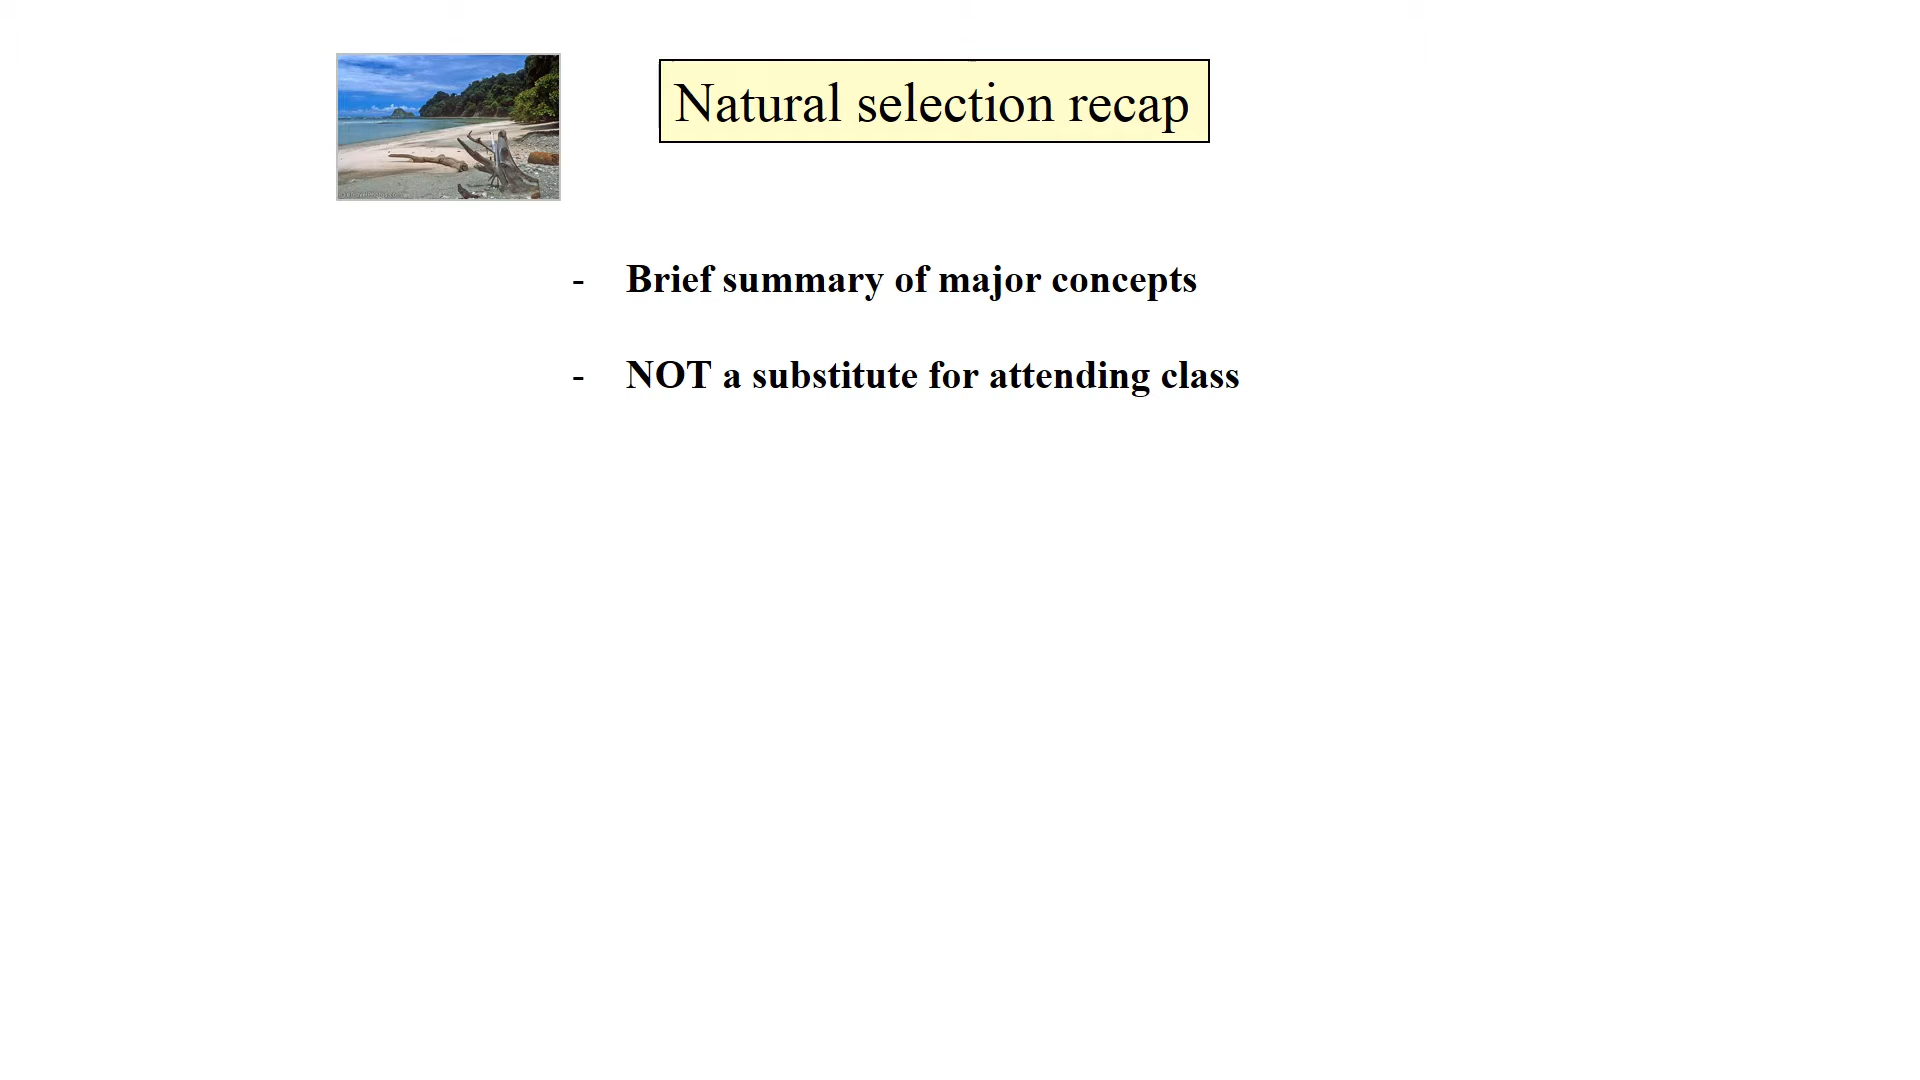 Natural selection recap
- Brief summary of major concepts
- NOT a substitute for attending class